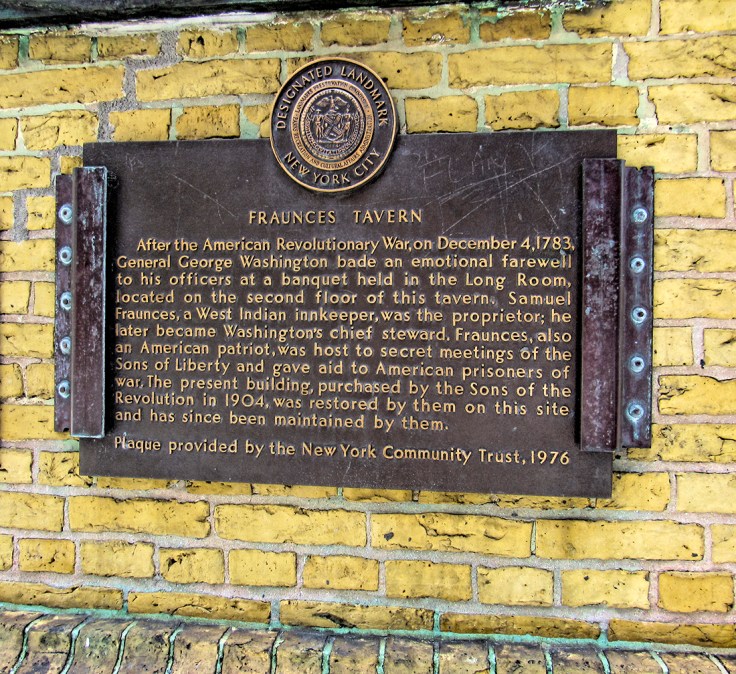 DESIGNATED LANDMARK
NEW YORK CITY
FRAUNCES TAVERN
After the American Revolutionary War, on December 4, 1783,
General George Washington bade an emotional farewell
to his officers at a banquet held in the Long Room,
located on the second floor of this tavern. Samuel
Fraunces, a West Indian innkeeper, was the proprietor; he
later became Washington's chief steward. Fraunces, also
an American patriot, was host to secret meetings of the
Sons of Liberty and gave aid to American prisoners of
war. The present building, purchased by the Sons of the
Revolution in 1904, was restored by them on this site
and has since been maintained by them.
Plaque provided by the New York Community Trust, 1976